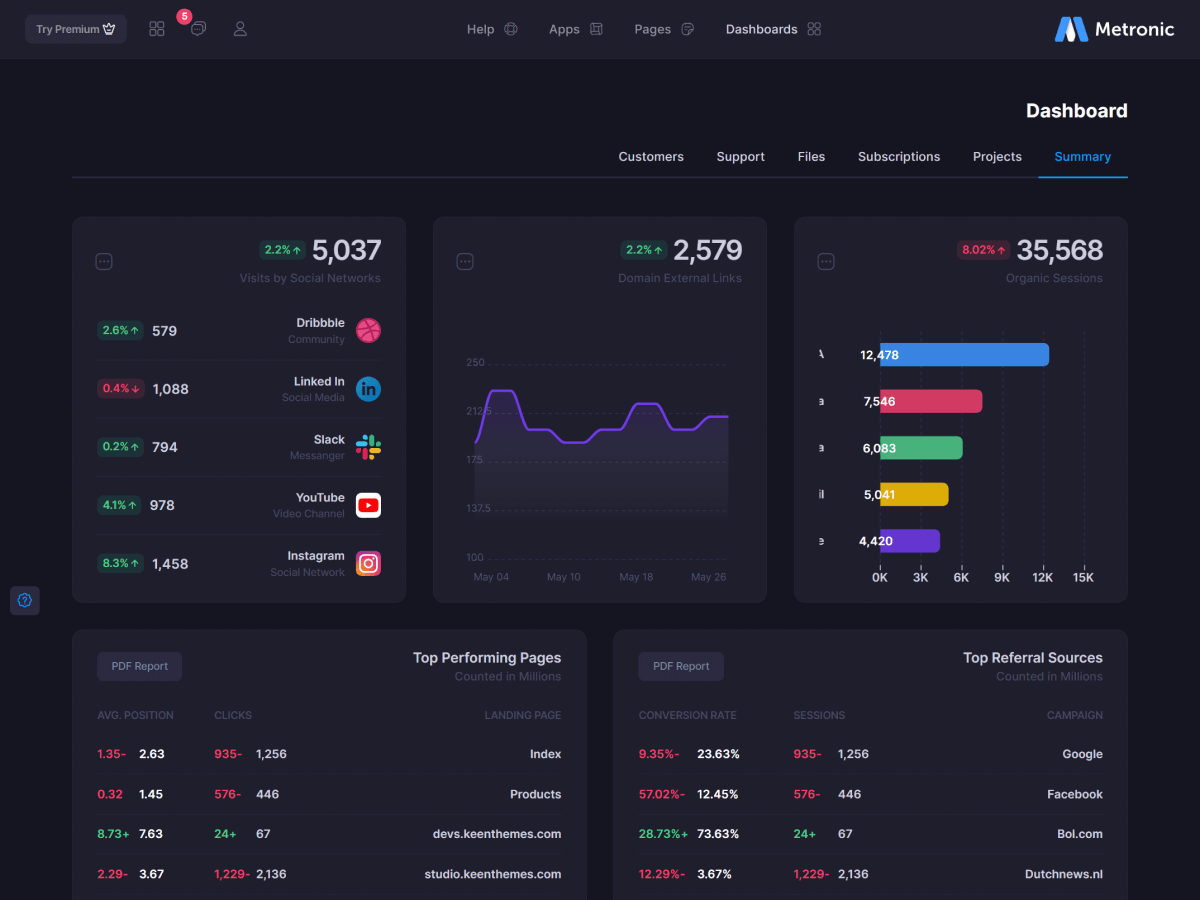 Metronic
Dashboards
Pages
Apps
Help
5
Try Premium
Dashboard
Summary
Projects
Subscriptions
Files
Support
Customers
35,568
8.02%
Organic Sessions
12,478
7,546
6,083
5,041
4,420
0K 3K 6K 9K 12K 15K
2,579
2.2%
Domain External Links
250
212.5
175
137.5
100
May 04 May 10 May 18 May 26
5,037
2.2%
Visits by Social Networks
Dribbble
Community
579
2.6%
Linked In
Social Media
1,088
0.4%
Slack
Messanger
794
0.2%
YouTube
Video Channel
978
4.1%
Instagram
Social Network
1,458
8.3%
Top Referral Sources
Counted in Millions
PDF Report
CAMPAIGN
SESSIONS
CONVERSION RATE
Google
1,256 935-
23.63% 9.35%-
Facebook
446 576-
12.45% 57.02%-
Bol.com
67 24+
73.63% 28.73%+
Dutchnews.nl
2,136 1,229-
3.67% 12.29%-
Top Performing Pages
Counted in Millions
PDF Report
LANDING PAGE
CLICKS
AVG. POSITION
Index
1,256 935-
2.63 1.35-
Products
446 576-
1.45 0.32
devs.keenthemes.com
67 24+
7.63 8.73+
studio.keenthemes.com
2,136 1,229-
3.67 2.29-